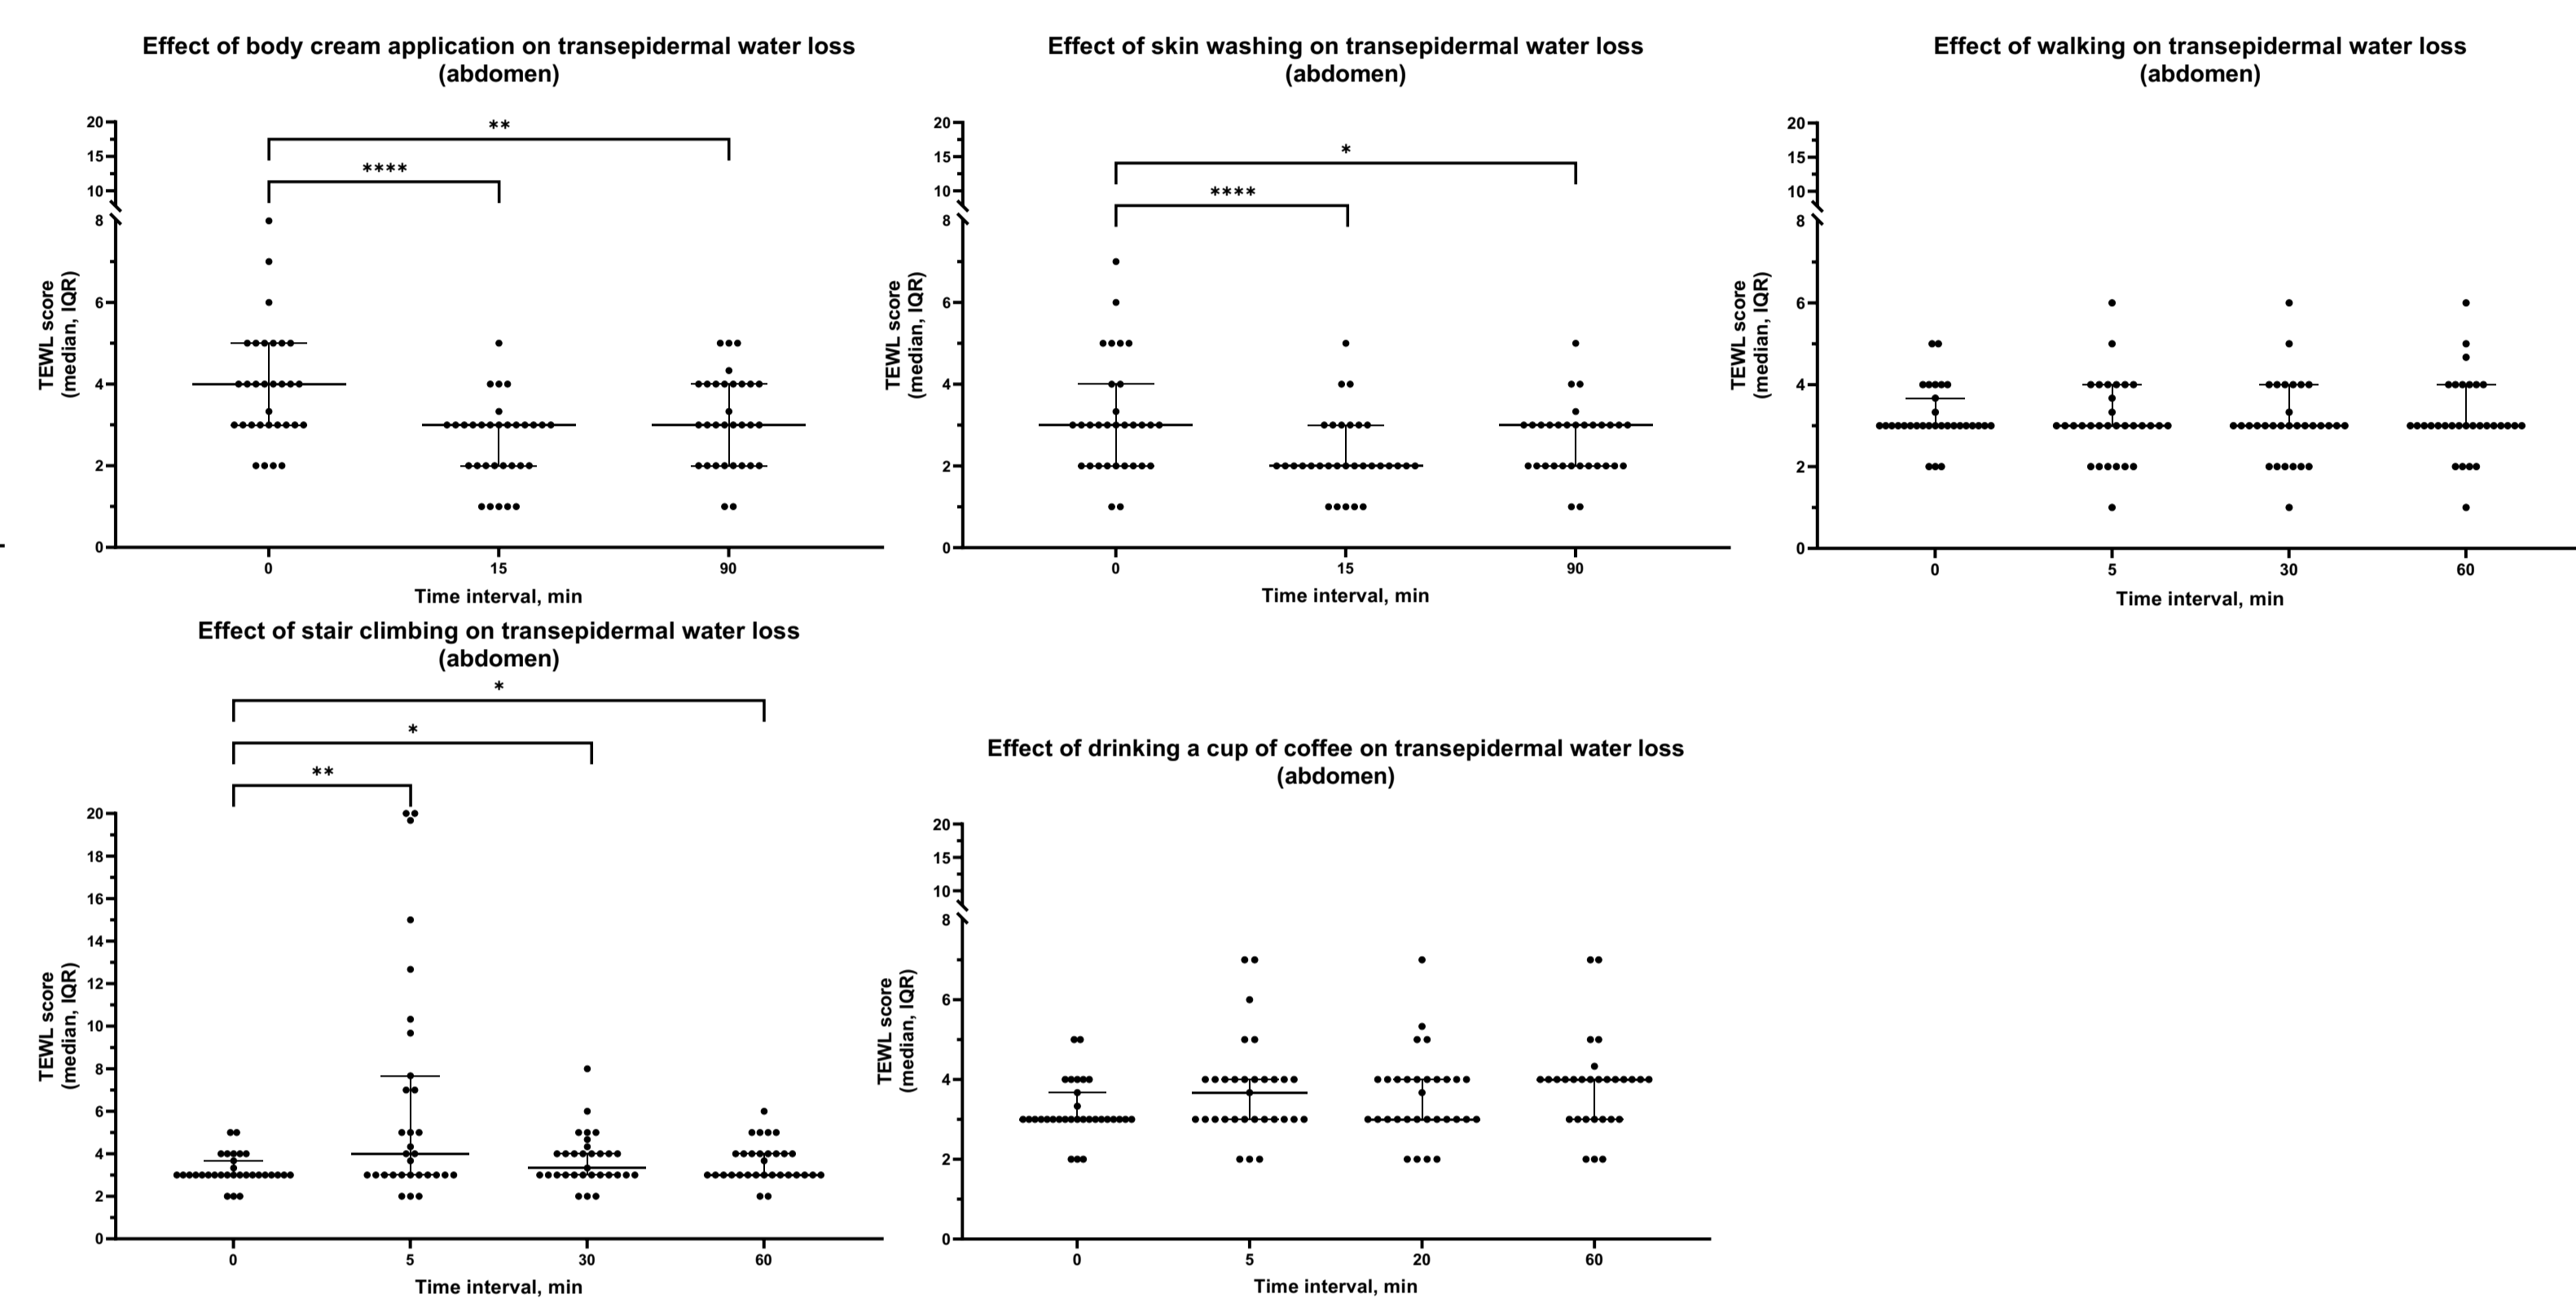 Effect of body cream application on transepidermal water loss
(abdomen)
**
****
20
15
10
8
6
4
2
0
TEWL score
(median, IQR)
0 15 90
Time interval, min
Effect of skin washing on transepidermal water loss
(abdomen)
*
****
20
15
10
8
6
4
2
0
TEWL score
(median, IQR)
0 15 90
Time interval, min
Effect of walking on transepidermal water loss
(abdomen)
20
15
10
8
6
4
2
0
TEWL score
(median, IQR)
0 5 30 60
Time interval, min
Effect of stair climbing on transepidermal water loss
(abdomen)
*
*
**
20
18
16
14
12
10
8
6
4
2
0
TEWL score
(median, IQR)
0 5 30 60
Time interval, min
Effect of drinking a cup of coffee on transepidermal water loss
(abdomen)
20
15
10
8
6
4
2
0
TEWL score
(median, IQR)
0 5 20 60
Time interval, min